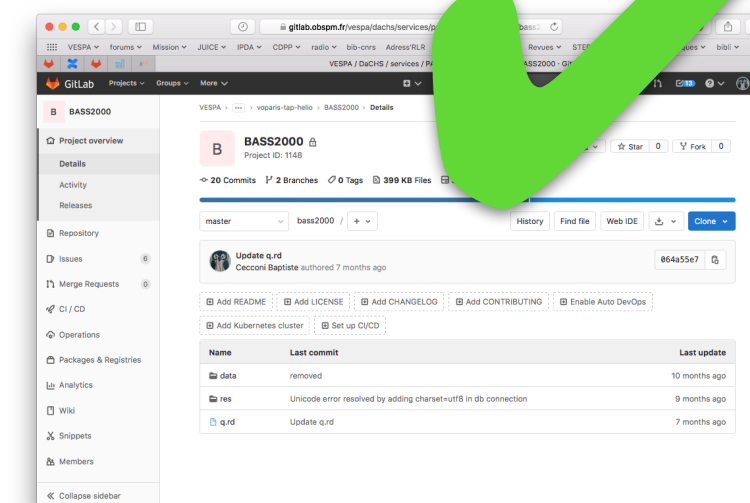 gitlab.obspm.fr/vespa/dachs/services/
VESPA forums Mission JUICE IPDA CDPP radio bib-cnrs Adress'RLR Revues bibli
VESPA / DaCHS / services / BASS2000
GitLab Projects Groups More 13
B BASS2000
VESPA > ... > voparis-tap-helio > BASS2000 > Details
Project overview
B BASS2000
Project ID: 1148
Star 0 Fork 0
Details
20 Commits 2 Branches 0 Tags 399 KB Files
Activity
Releases
master bass2000 / + History Find file Web IDE Clone
Repository
Issues 6
Update q.rd
Cecconi Baptiste authored 7 months ago
064a55e7
Merge Requests 0
CI / CD
Add README Add LICENSE Add CHANGELOG Add CONTRIBUTING Enable Auto DevOps
Add Kubernetes cluster Set up CI/CD
Operations
Packages & Registries
Name Last commit Last update
data removed 10 months ago
Analytics
res Unicode error resolved by adding charset=utf8 in db connection 9 months ago
Wiki
q.rd Update q.rd 7 months ago
Snippets
Members
Collapse sidebar